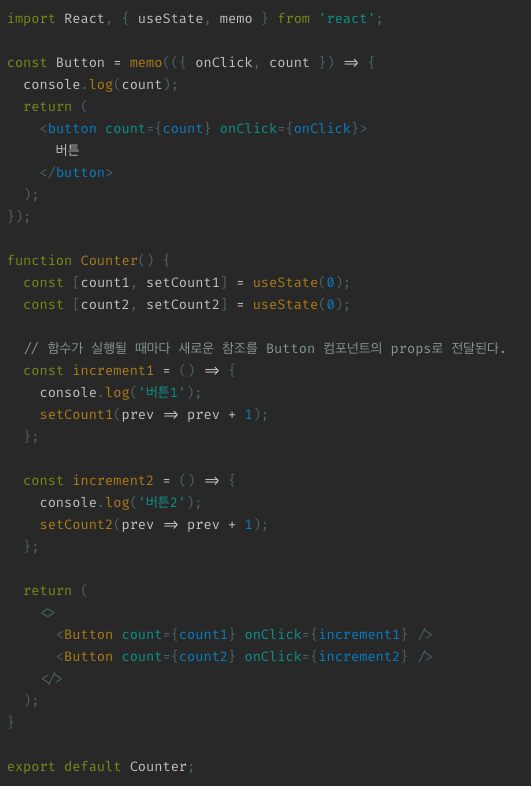 import React, { useState, memo } from 'react';
const Button = memo(({ onClick, count }) => {
  console.log(count);
  return (
    <button count={count} onClick={onClick}>
      버튼
    </button>
  );
});
function Counter() {
  const [count1, setCount1] = useState(0);
  const [count2, setCount2] = useState(0);
  // 함수가 실행될 때마다 새로운 참조를 Button 컴포넌트의 props로 전달된다.
  const increment1 = () => {
    console.log('버튼1');
    setCount1(prev => prev + 1);
  };
  const increment2 = () => {
    console.log('버튼2');
    setCount2(prev => prev + 1);
  };
  return (
    <>
      <Button count={count1} onClick={increment1} />
      <Button count={count2} onClick={increment2} />
    </>
  );
}
export default Counter;